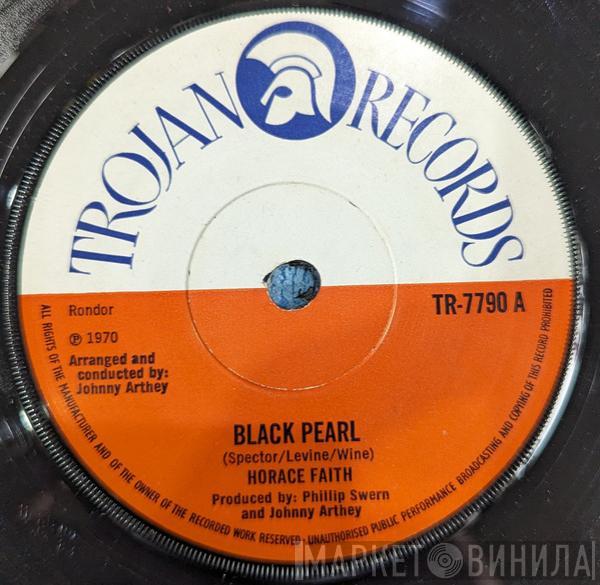 TROJAN RECORDS
Rondor
TR-7790 A
℗ 1970
Arranged and
conducted by:
Johnny Arthey
BLACK PEARL
(Spector/Levine/Wine)
HORACE FAITH
Produced by: Phillip Swern
and Johnny Arthey
ALL RIGHTS OF THE MANUFACTURER AND OF THE OWNER OF THE RECORDED WORK RESERVED · UNAUTHORISED PUBLIC PERFORMANCE BROADCASTING AND COPYING OF THIS RECORD PROHIBITED
МАРКЕТ ВИНИЛА